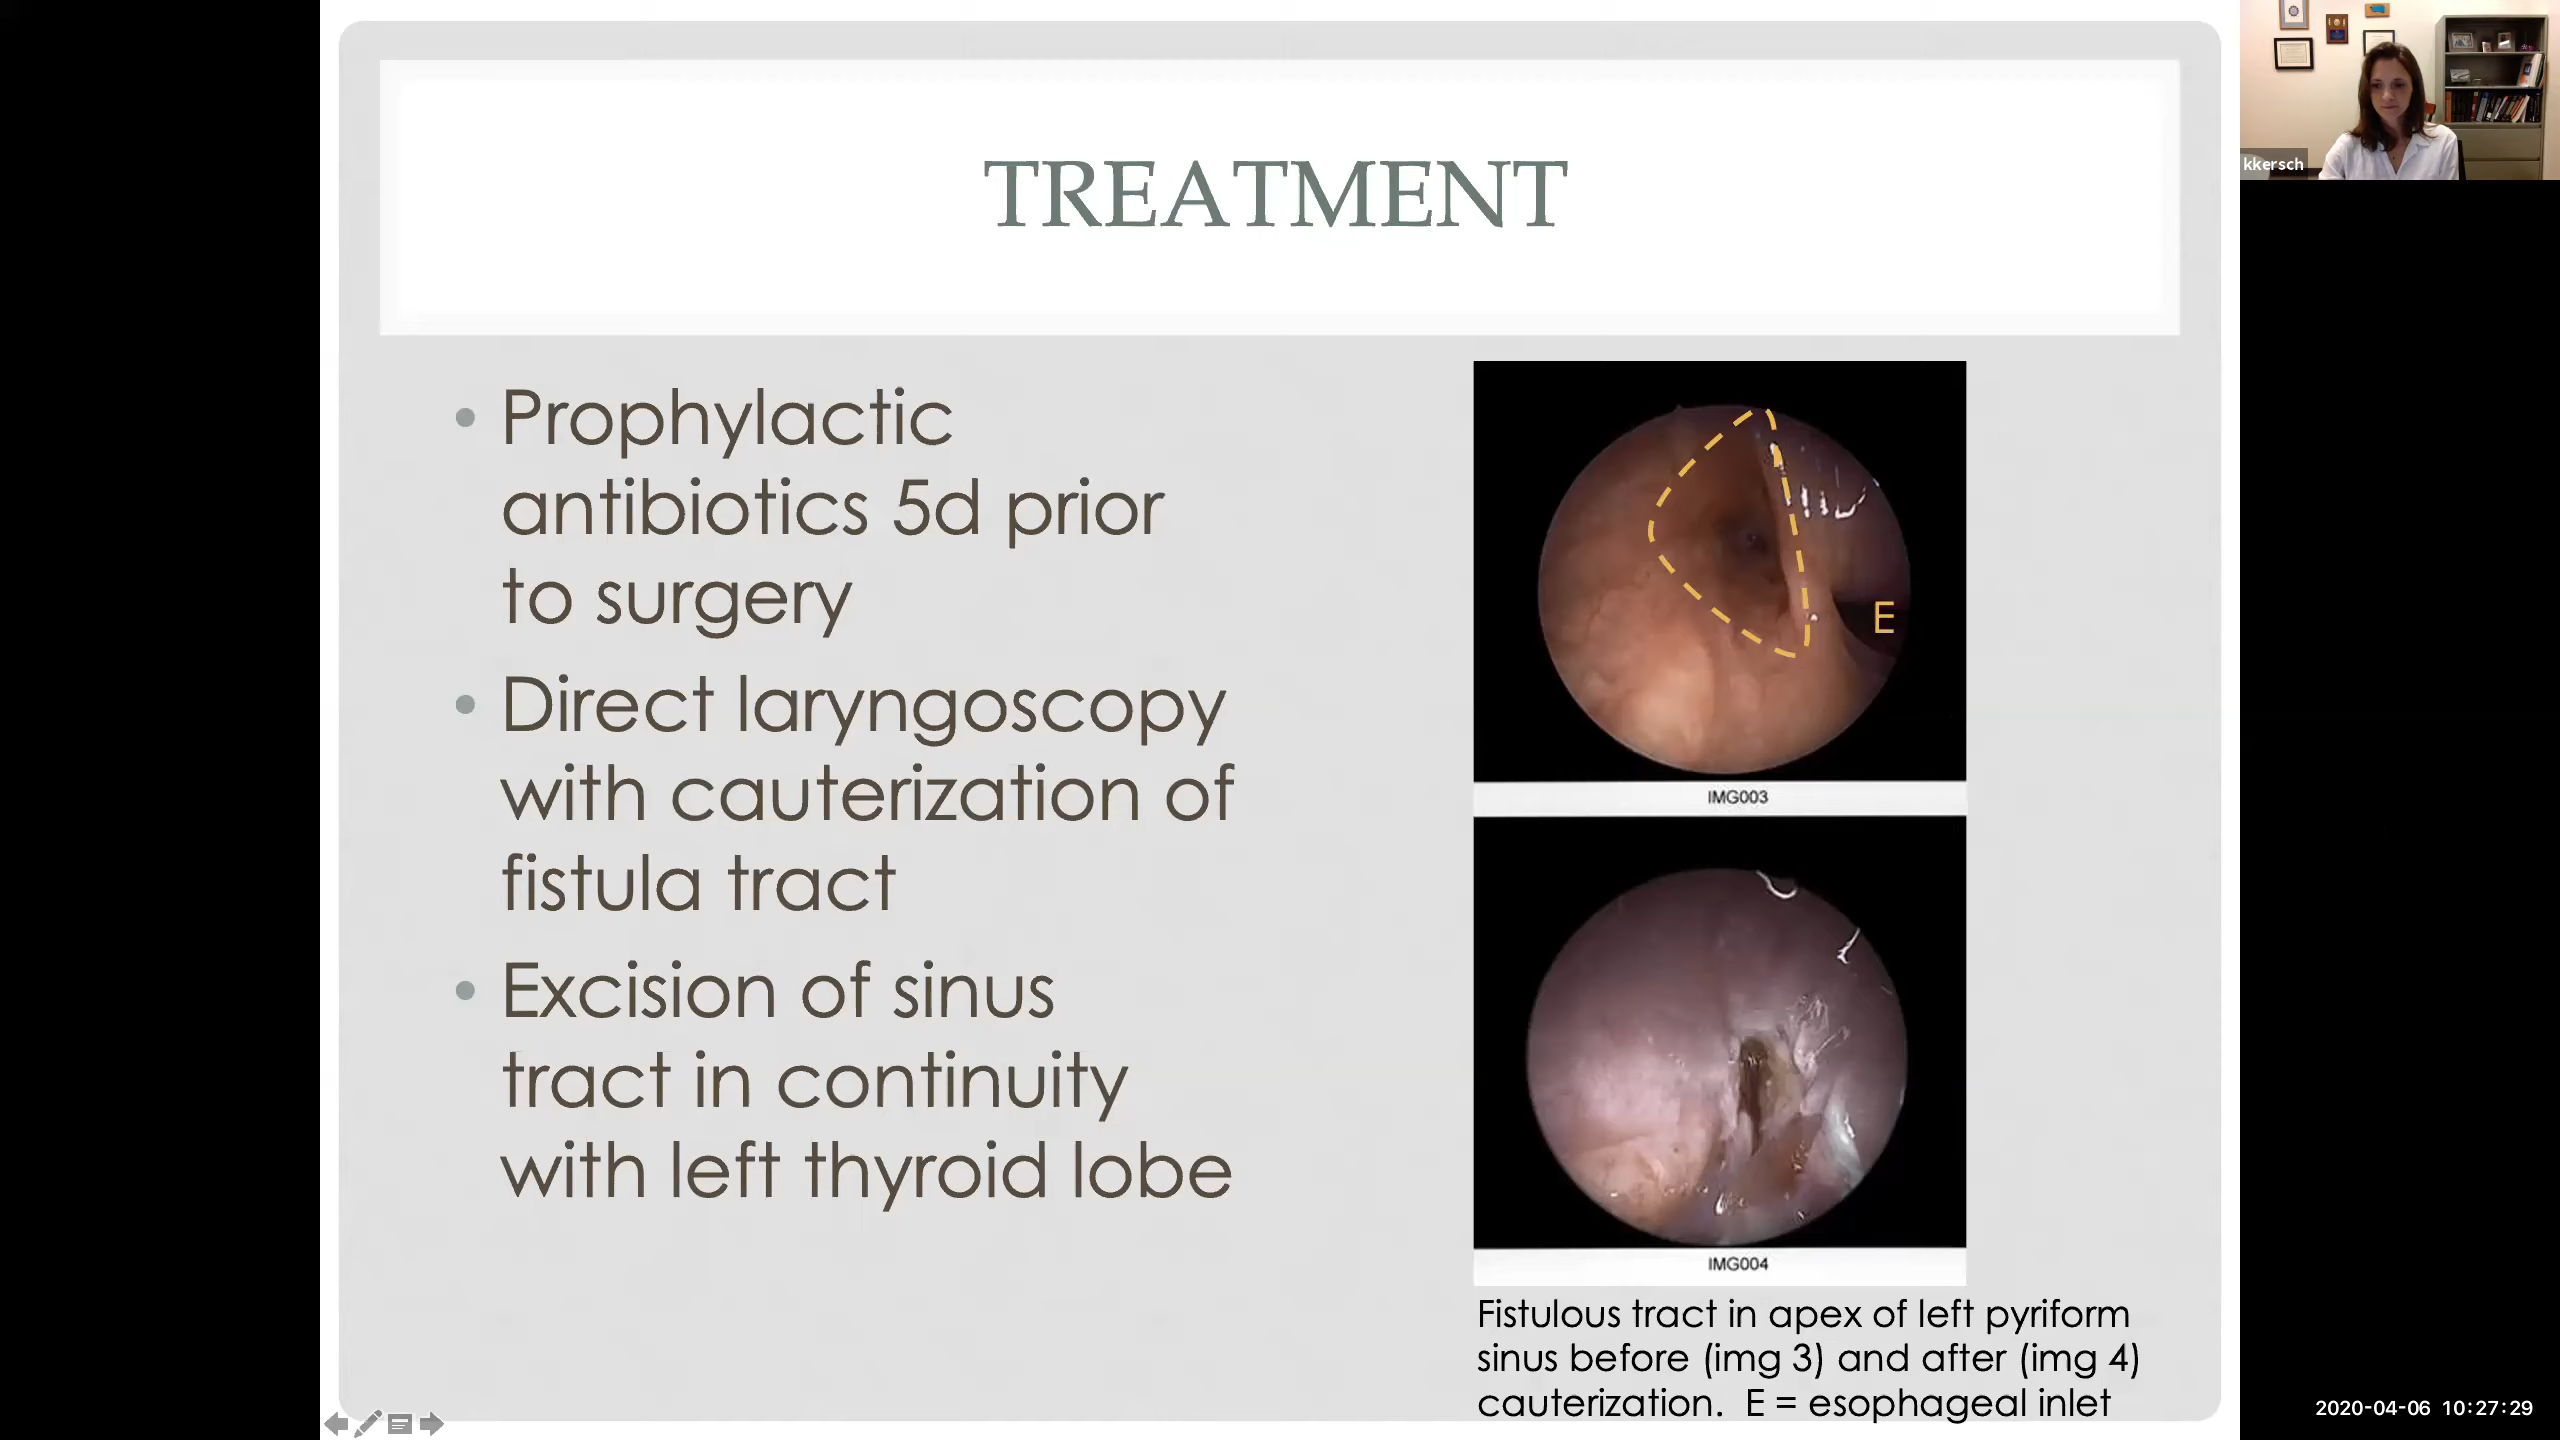 TREATMENT
• Prophylactic
antibiotics 5d prior
to surgery
• Direct laryngoscopy
with cauterization of
fistula tract
• Excision of sinus
tract in continuity
with left thyroid lobe
E
IMG003
IMG004
Fistulous tract in apex of left pyriform
sinus before (img 3) and after (img 4)
cauterization. E = esophageal inlet
kkersch
2020-04-06 10:27:29